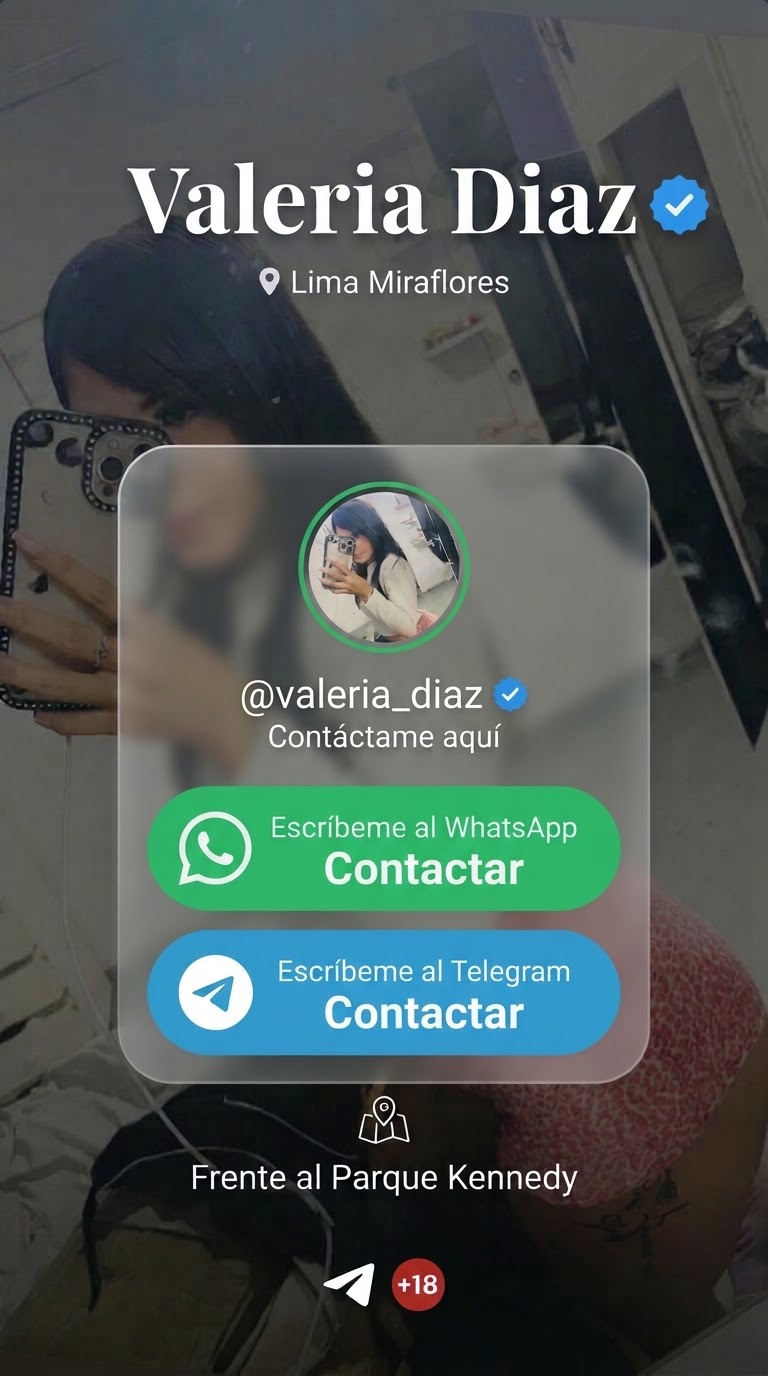 Valeria Diaz
Lima Miraflores
@valeria_diaz
Contáctame aquí
Escríbeme al WhatsApp
Contactar
Escríbeme al Telegram
Contactar
Frente al Parque Kennedy
+18